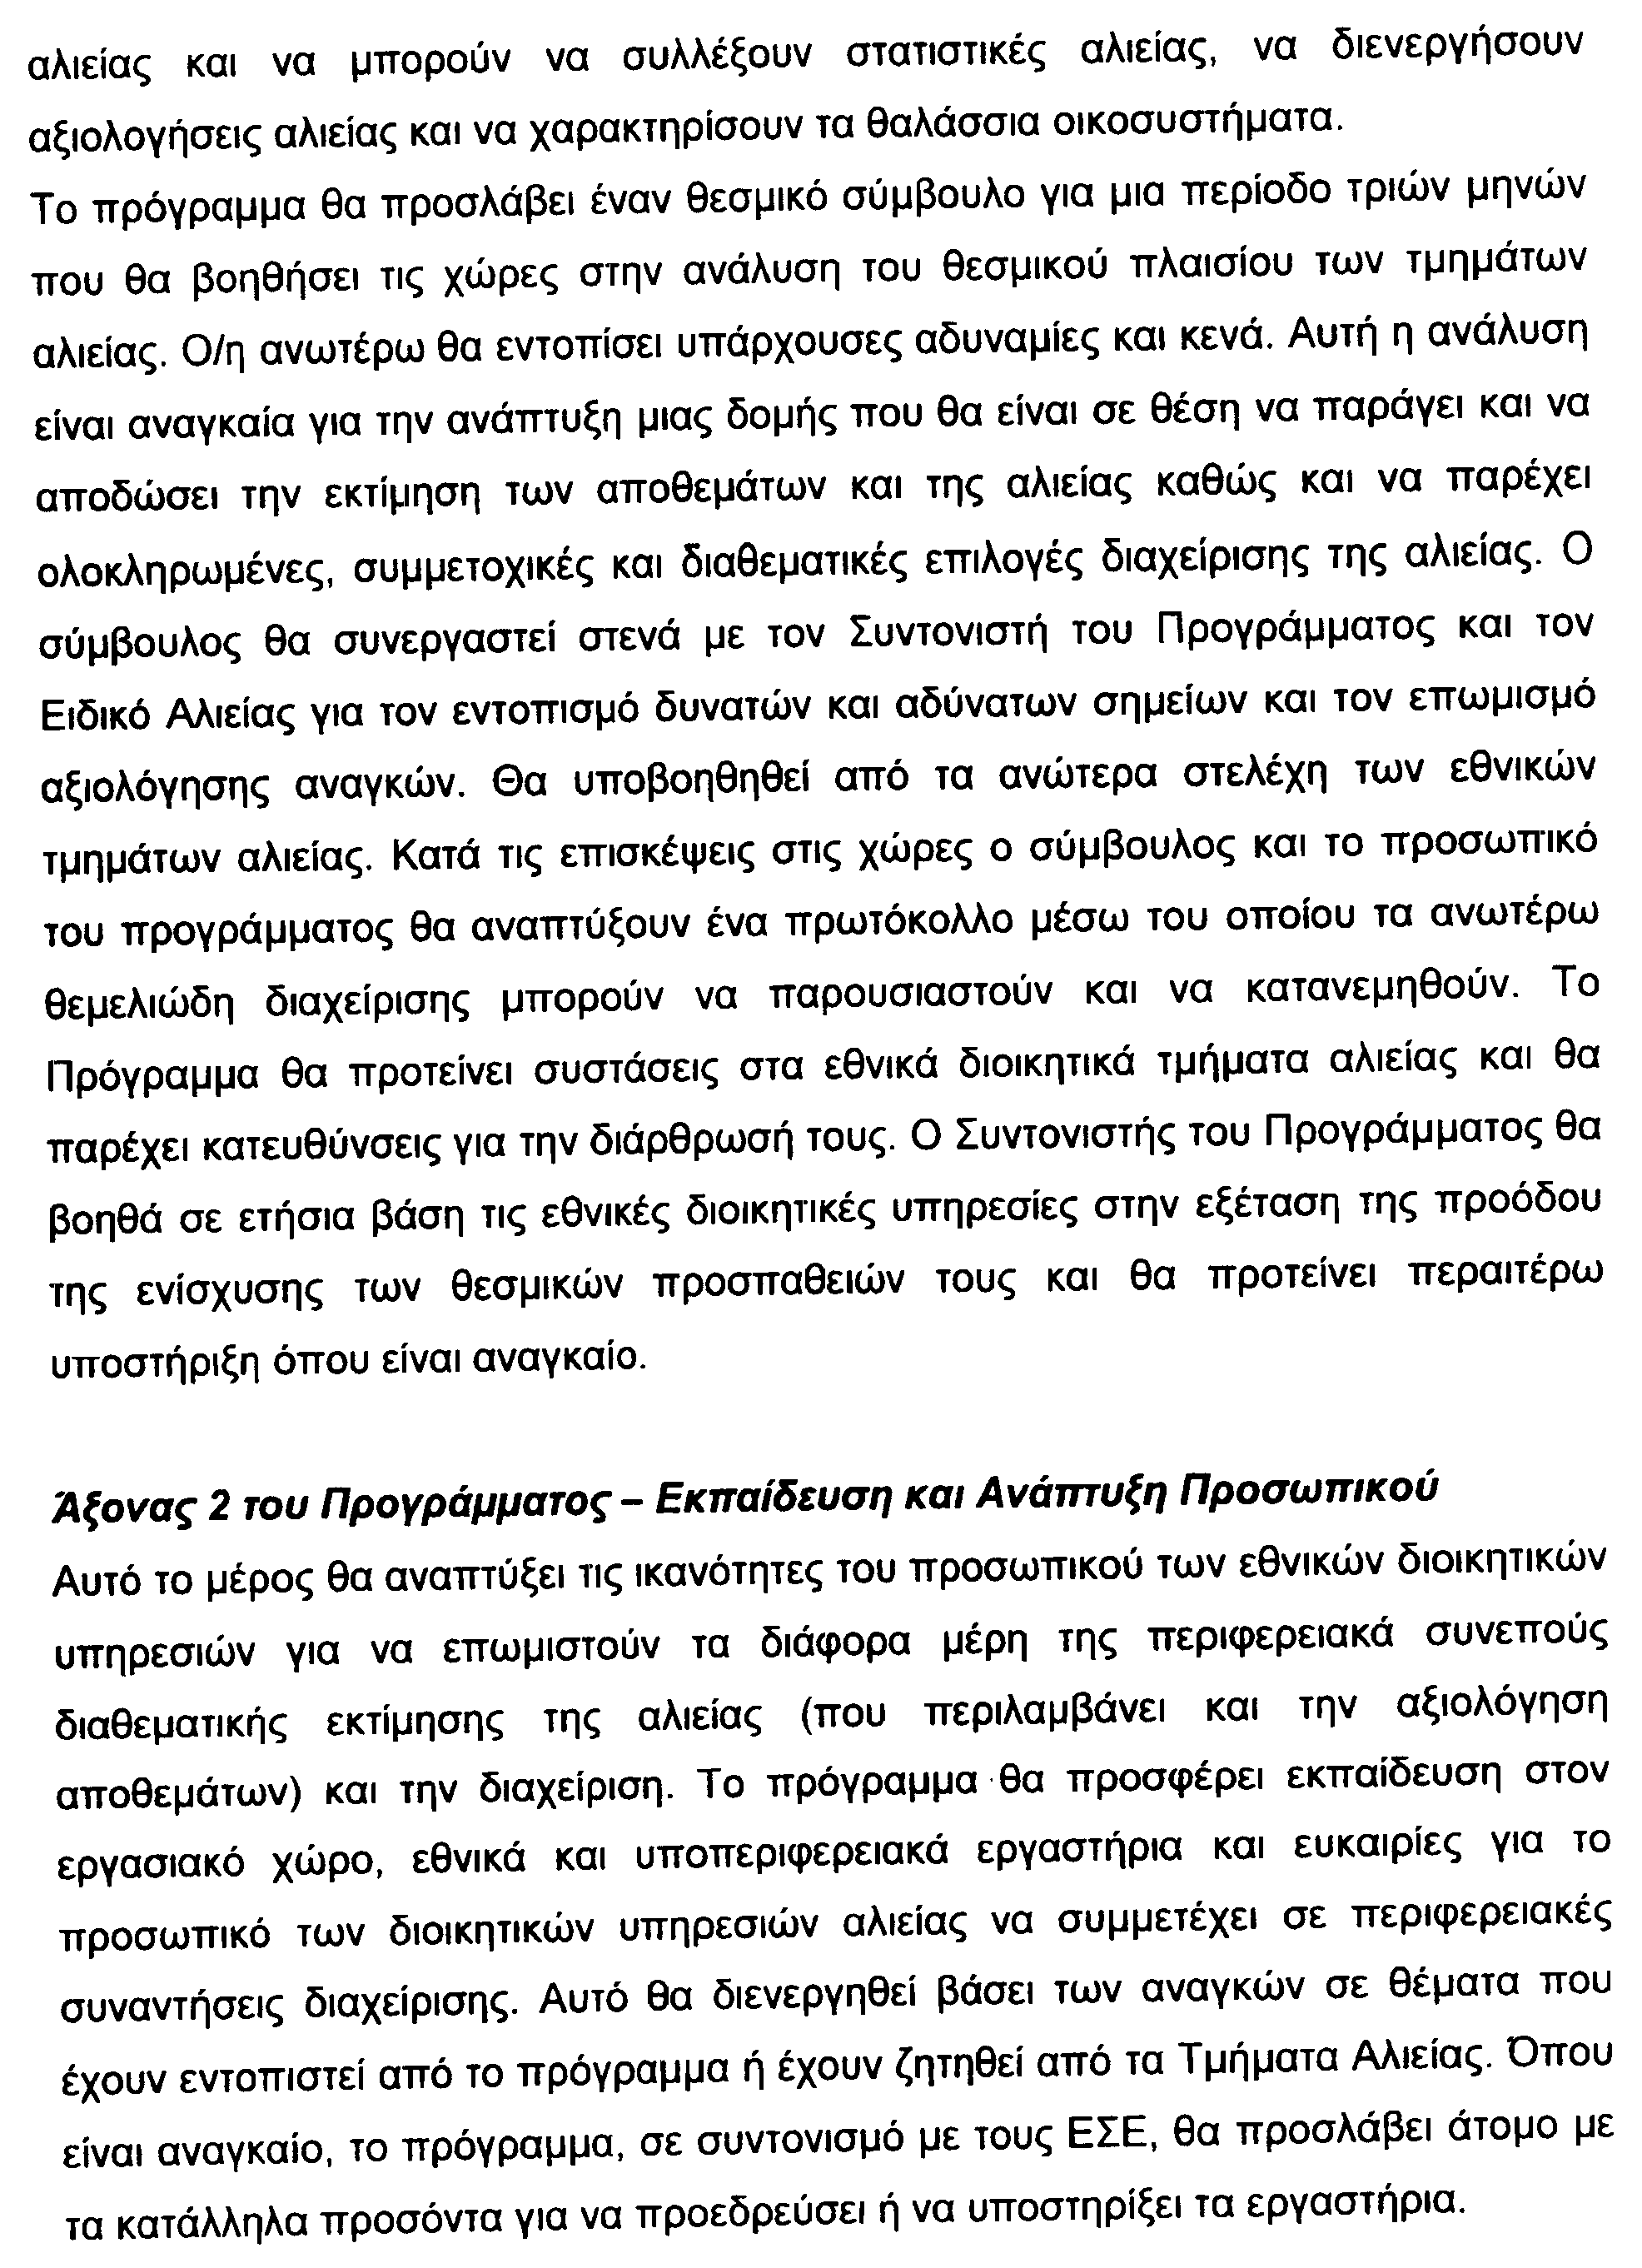 αλιείας και να μπορούν να συλλέξουν στατιστικές αλιείας, να διενεργήσουν
αξιολογήσεις αλιείας και να χαρακτηρίσουν τα θαλάσσια οικοσυστήματα.
Το πρόγραμμα θα προσλάβει έναν θεσμικό σύμβουλο για μια περίοδο τριών μηνών
που θα βοηθήσει τις χώρες στην ανάλυση του θεσμικού πλαισίου των τμημάτων
αλιείας. Ο/η ανωτέρω θα εντοπίσει υπάρχουσες αδυναμίες και κενά. Αυτή η ανάλυση
είναι αναγκαία για την ανάπτυξη μιας δομής που θα είναι σε θέση να παράγει και να
αποδώσει την εκτίμηση των αποθεμάτων και της αλιείας καθώς και να παρέχει
ολοκληρωμένες, συμμετοχικές και διαθεματικές επιλογές διαχείρισης της αλιείας. Ο
σύμβουλος θα συνεργαστεί στενά με τον Συντονιστή του Προγράμματος και τον
Ειδικό Αλιείας για τον εντοπισμό δυνατών και αδύνατων σημείων και τον επωμισμό
αξιολόγησης αναγκών. Θα υποβοηθηθεί από τα ανώτερα στελέχη των εθνικών
τμημάτων αλιείας. Κατά τις επισκέψεις στις χώρες ο σύμβουλος και το προσωπικό
του προγράμματος θα αναπτύξουν ένα πρωτόκολλο μέσω του οποίου τα ανωτέρω
θεμελιώδη διαχείρισης μπορούν να παρουσιαστούν και να κατανεμηθούν. Το
Πρόγραμμα θα προτείνει συστάσεις στα εθνικά διοικητικά τμήματα αλιείας και θα
παρέχει κατευθύνσεις για την διάρθρωσή τους. Ο Συντονιστής του Προγράμματος θα
βοηθά σε ετήσια βάση τις εθνικές διοικητικές υπηρεσίες στην εξέταση της προόδου
της ενίσχυσης των θεσμικών προσπαθειών τους και θα προτείνει περαιτέρω
υποστήριξη όπου είναι αναγκαίο.
Άξονας 2 του Προγράμματος – Εκπαίδευση και Ανάπτυξη Προσωπικού
Αυτό το μέρος θα αναπτύξει τις ικανότητες του προσωπικού των εθνικών διοικητικών
υπηρεσιών για να επωμιστούν τα διάφορα μέρη της περιφερειακά συνεπούς
διαθεματικής εκτίμησης της αλιείας (που περιλαμβάνει και την αξιολόγηση
αποθεμάτων) και την διαχείριση. Το πρόγραμμα θα προσφέρει εκπαίδευση στον
εργασιακό χώρο, εθνικά και υποπεριφερειακά εργαστήρια και ευκαιρίες για το
προσωπικό των διοικητικών υπηρεσιών αλιείας να συμμετέχει σε περιφερειακές
συναντήσεις διαχείρισης. Αυτό θα διενεργηθεί βάσει των αναγκών σε θέματα που
έχουν εντοπιστεί από το πρόγραμμα ή έχουν ζητηθεί από τα Τμήματα Αλιείας. Όπου
είναι αναγκαίο, το πρόγραμμα, σε συντονισμό με τους ΕΣΕ, θα προσλάβει άτομο με
τα κατάλληλα προσόντα για να προεδρεύσει ή να υποστηρίξει τα εργαστήρια.